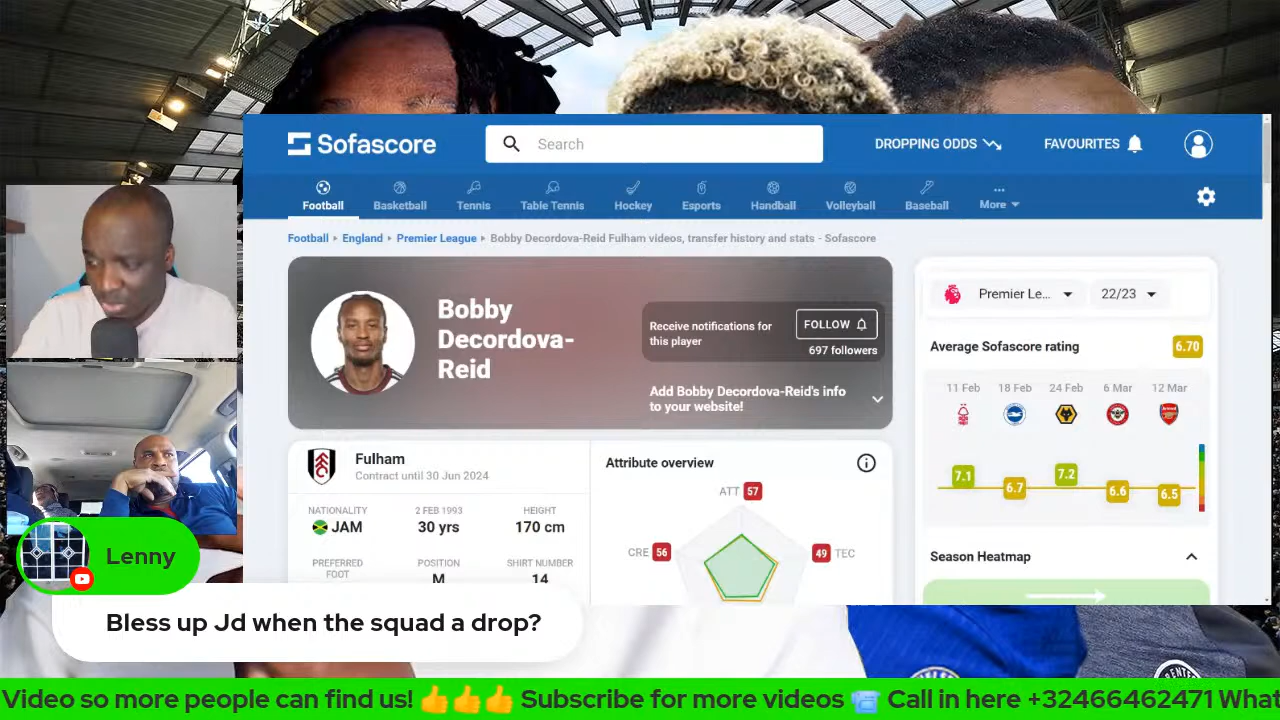 Sofascore
Search
DROPPING ODDS
FAVOURITES
Football
Basketball
Tennis
Table Tennis
Hockey
Esports
Handball
Volleyball
Baseball
More
Football England Premier League Bobby Decordova-Reid Fulham videos, transfer history and stats - Sofascore
Bobby
Decordova-
Reid
Receive notifications for
this player
FOLLOW
697 followers
Add Bobby Decordova-Reid's info
to your website!
Premier Le...
22/23
Average Sofascore rating
6.70
11 Feb
18 Feb
24 Feb
6 Mar
12 Mar
7.1
6.7
7.2
6.6
6.5
Season Heatmap
Fulham
Contract until 30 Jun 2024
NATIONALITY
2 FEB 1993
HEIGHT
JAM
30 yrs
170 cm
PREFERRED
FOOT
POSITION
SHIRT NUMBER
M
14
Attribute overview
ATT 57
CRE 56
49 TEC
Lenny
Bless up Jd when the squad a drop?
Video so more people can find us! 👍👍👍 Subscribe for more videos 📹 Call in here +32466462471 What